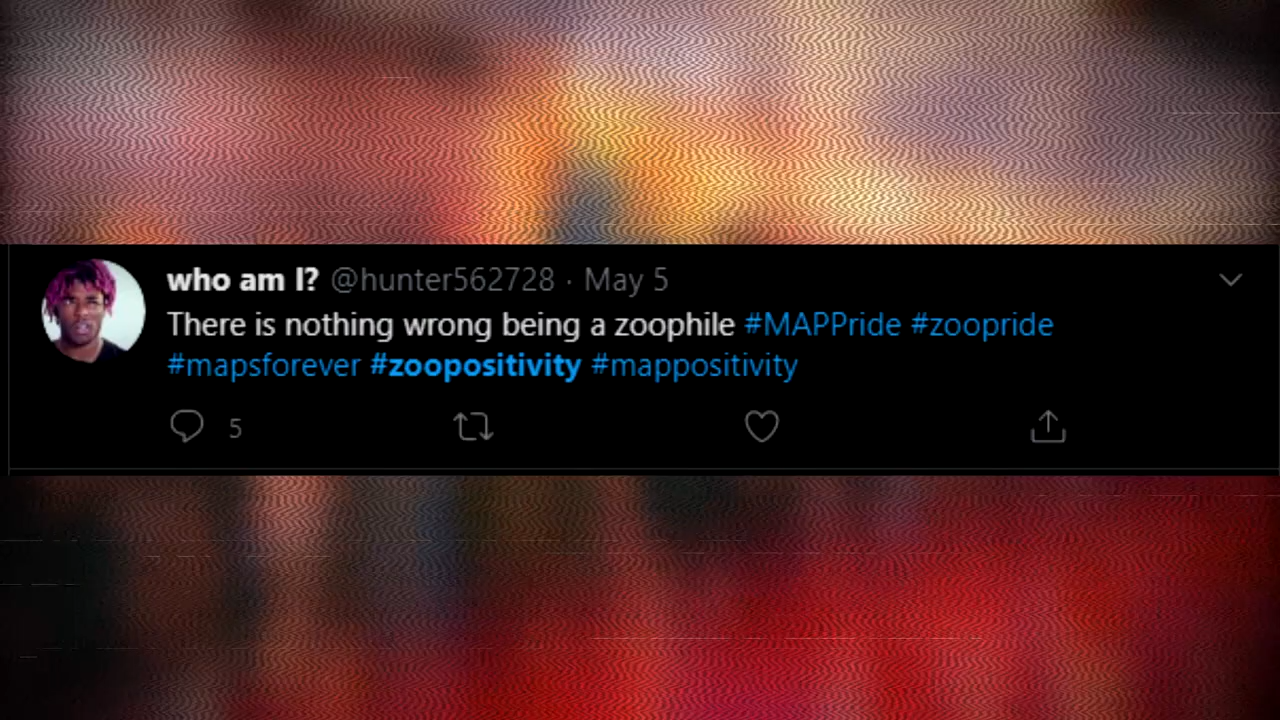 who am I? @hunter562728 · May 5
There is nothing wrong being a zoophile #MAPPride #zoopride
#mapsforever #zoopositivity #mappositivity
5